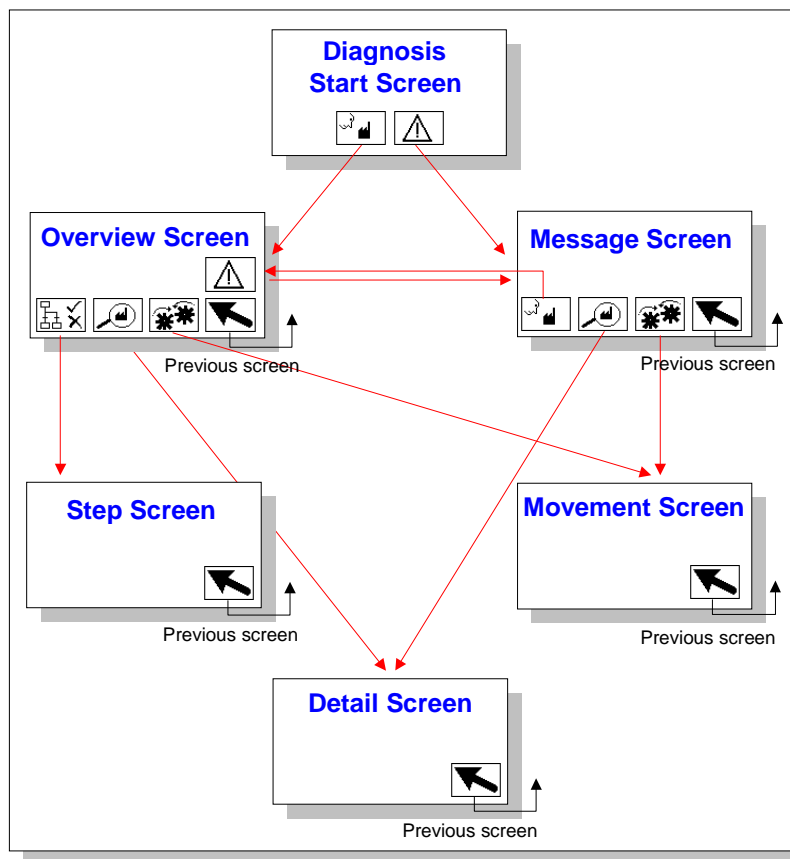 Diagnosis
Start Screen
Overview Screen
Message Screen
Previous screen
Previous screen
Step Screen
Movement Screen
Previous screen
Previous screen
Detail Screen
Previous screen